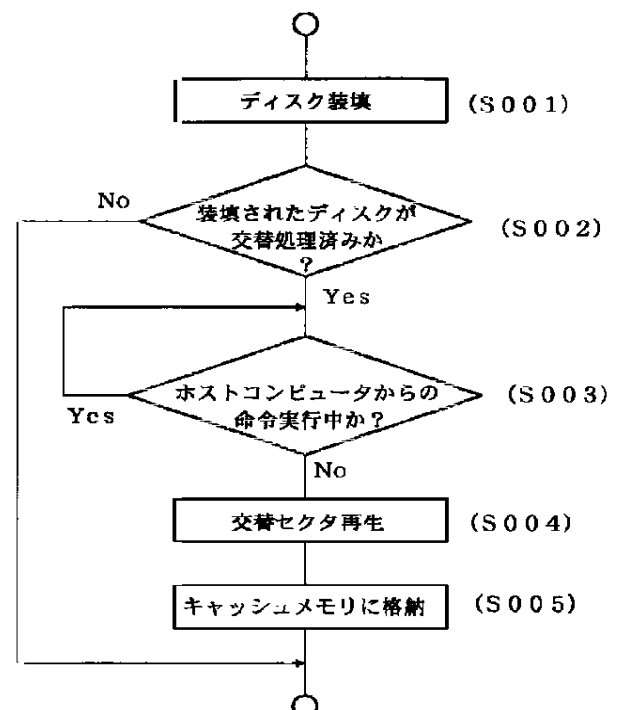 ディスク装填
(S001)
No
装填されたディスクが
交替処理済みか
?
(S002)
Yes
ホストコンピュータからの
命令実行中か?
(S003)
Yes
No
交替セクタ再生
(S004)
キャッシュメモリに格納
(S005)